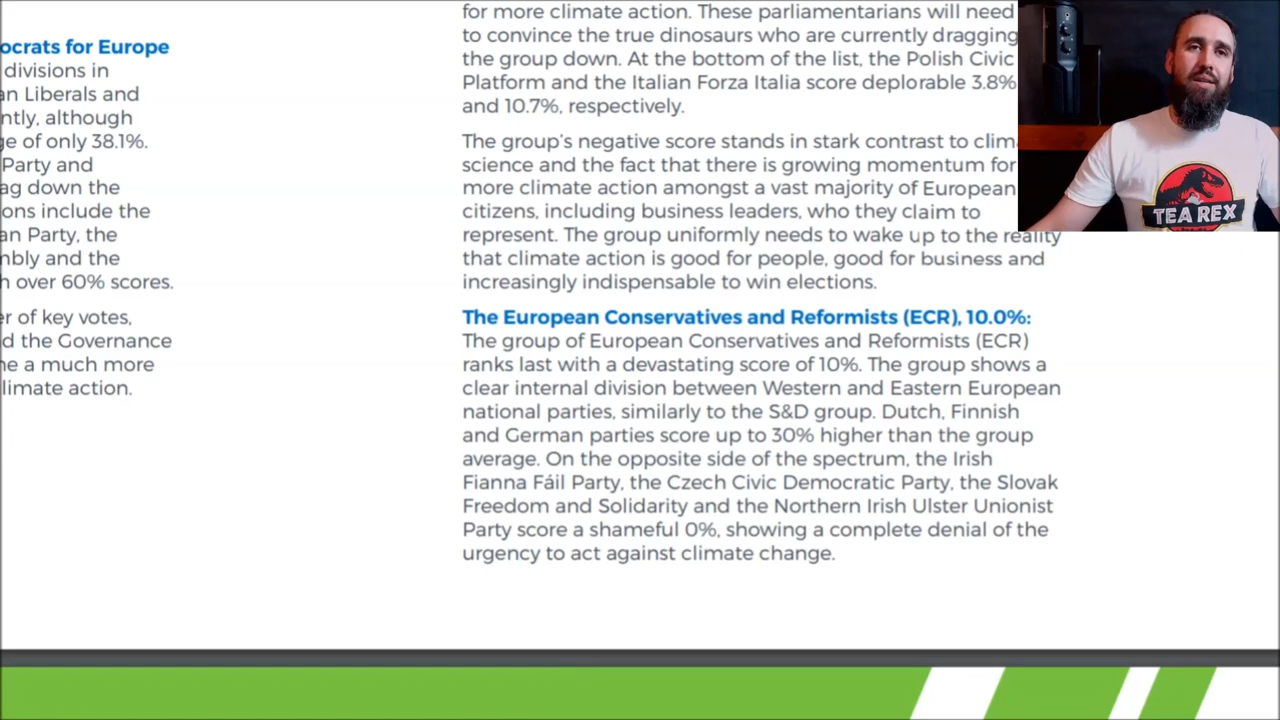 ocrats for Europe
divisions in
an Liberals and
ntly, although
ge of only 38.1%.
Party and
ag down the
ons include the
an Party, the
mbly and the
h over 60% scores.
er of key votes,
d the Governance
ne a much more
limate action.
for more climate action. These parliamentarians will need
to convince the true dinosaurs who are currently dragging
the group down. At the bottom of the list, the Polish Civic
Platform and the Italian Forza Italia score deplorable 3.8%
and 10.7%, respectively.
The group's negative score stands in stark contrast to clim
science and the fact that there is growing momentum for
more climate action amongst a vast majority of European
citizens, including business leaders, who they claim to
represent. The group uniformly needs to wake up to the reality
that climate action is good for people, good for business and
increasingly indispensable to win elections.
The European Conservatives and Reformists (ECR), 10.0%:
The group of European Conservatives and Reformists (ECR)
ranks last with a devastating score of 10%. The group shows a
clear internal division between Western and Eastern European
national parties, similarly to the S&D group. Dutch, Finnish
and German parties score up to 30% higher than the group
average. On the opposite side of the spectrum, the Irish
Fianna Fáil Party, the Czech Civic Democratic Party, the Slovak
Freedom and Solidarity and the Northern Irish Ulster Unionist
Party score a shameful 0%, showing a complete denial of the
urgency to act against climate change.
TEA REX